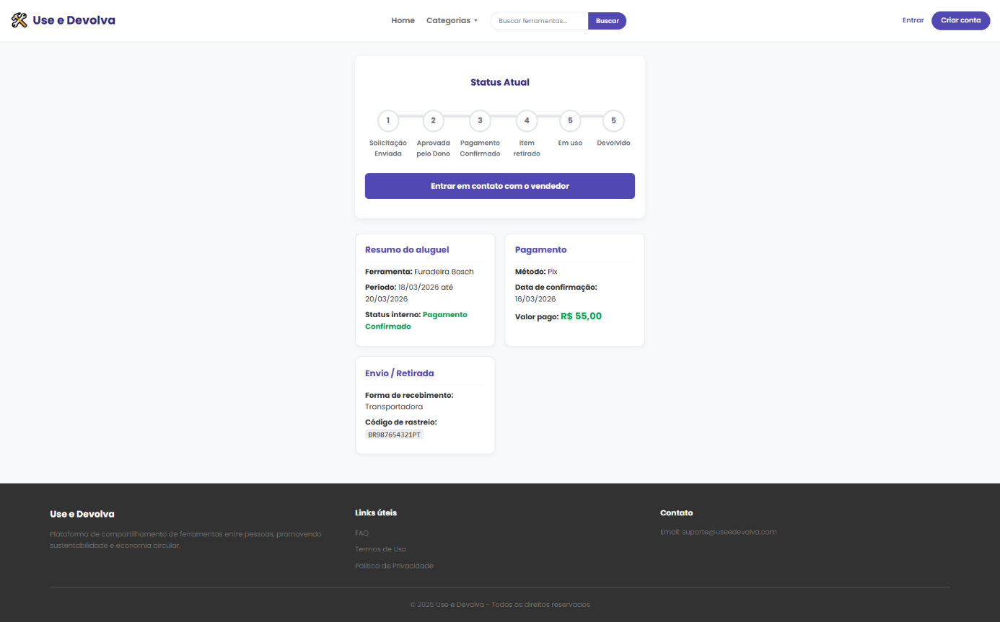 Use e Devolva
Home
Categorias
Buscar ferramentas...
Buscar
Entrar
Criar conta
Status Atual
1
2
3
4
5
5
Solicitação
Enviada
Aprovada
pelo Dono
Pagamento
Confirmado
Item
retirado
Em uso
Devolvido
Entrar em contato com o vendedor
Resumo do aluguel
Ferramenta: Furadeira Bosch
Período: 18/03/2026 até
20/03/2026
Status interno: Pagamento
Confirmado
Pagamento
Método: Pix
Data de confirmação:
16/03/2026
Valor pago: R$ 55,00
Envio / Retirada
Forma de recebimento:
Transportadora
Código de rastreio:
BR987654321PT
Use e Devolva
Plataforma de compartilhamento de ferramentas entre pessoas, promovendo
sustentabilidade e economia circular.
Links úteis
FAQ
Termos de Uso
Política de Privacidade
Contato
Email: suporte@useedevolva.com
© 2025 Use e Devolva - Todos os direitos reservados